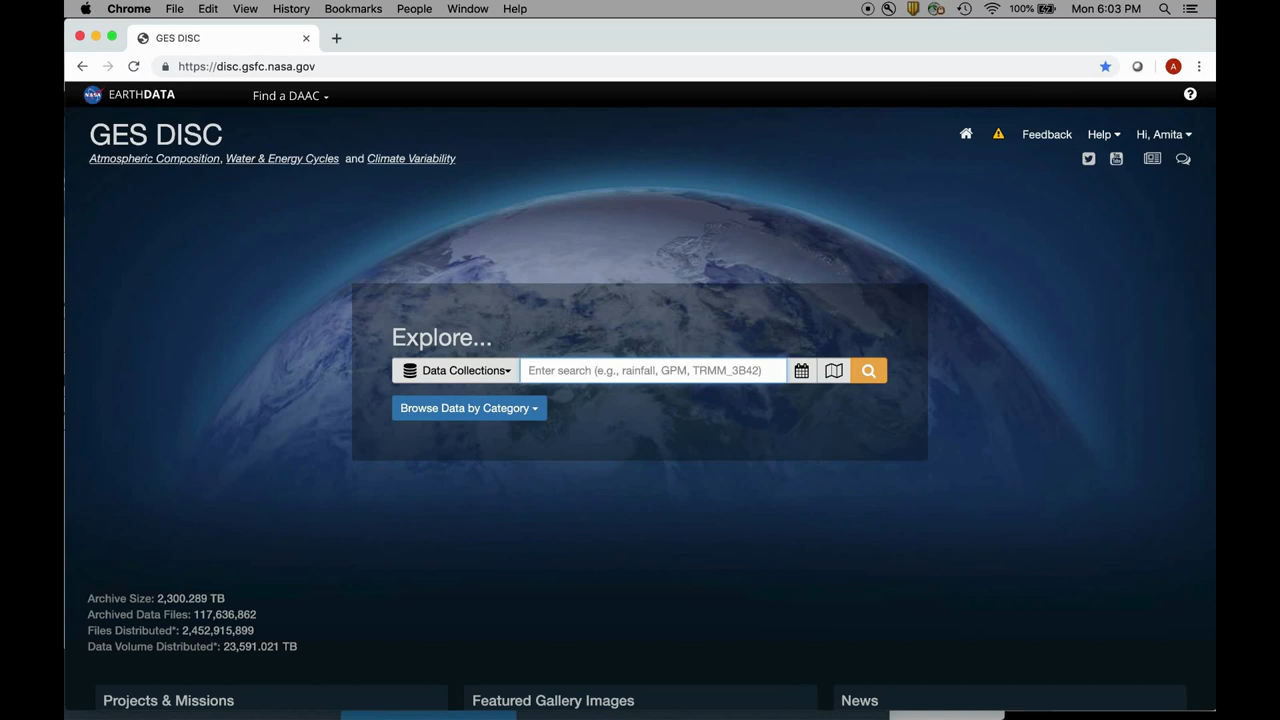 Chrome File Edit View History Bookmarks People Window Help 100% Mon 6:03 PM
GES DISC
https://disc.gsfc.nasa.gov A
NASA EARTHDATA Find a DAAC
GES DISC
Feedback Help Hi, Amita
Atmospheric Composition, Water & Energy Cycles and Climate Variability
Explore...
Data Collections Enter search (e.g., rainfall, GPM, TRMM_3B42)
Browse Data by Category
Archive Size: 2,300.289 TB
Archived Data Files: 117,636,862
Files Distributed*: 2,452,915,899
Data Volume Distributed*: 23,591.021 TB
Projects & Missions Featured Gallery Images News